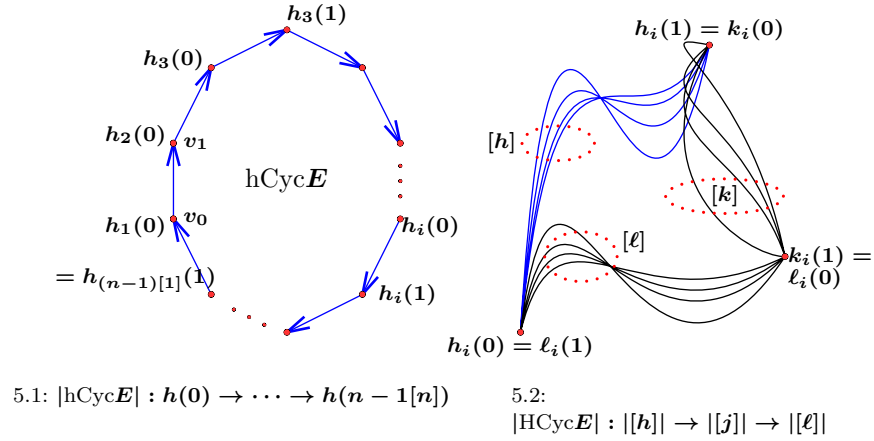 h₃(1)
h₃(0)
h₂(0) v₁
hCycE
h₁(0) v₀
= h₍ₙ₋₁₎[₁](1)
hᵢ(0)
hᵢ(1)
hᵢ(1) = kᵢ(0)
[h]
[k]
[ℓ]
kᵢ(1) =
ℓᵢ(0)
hᵢ(0) = ℓᵢ(1)
5.1: |hCycE| : h(0) → · · · → h(n − 1[n])
5.2:
|HCycE| : |[h]| → |[j]| → |[ℓ]|